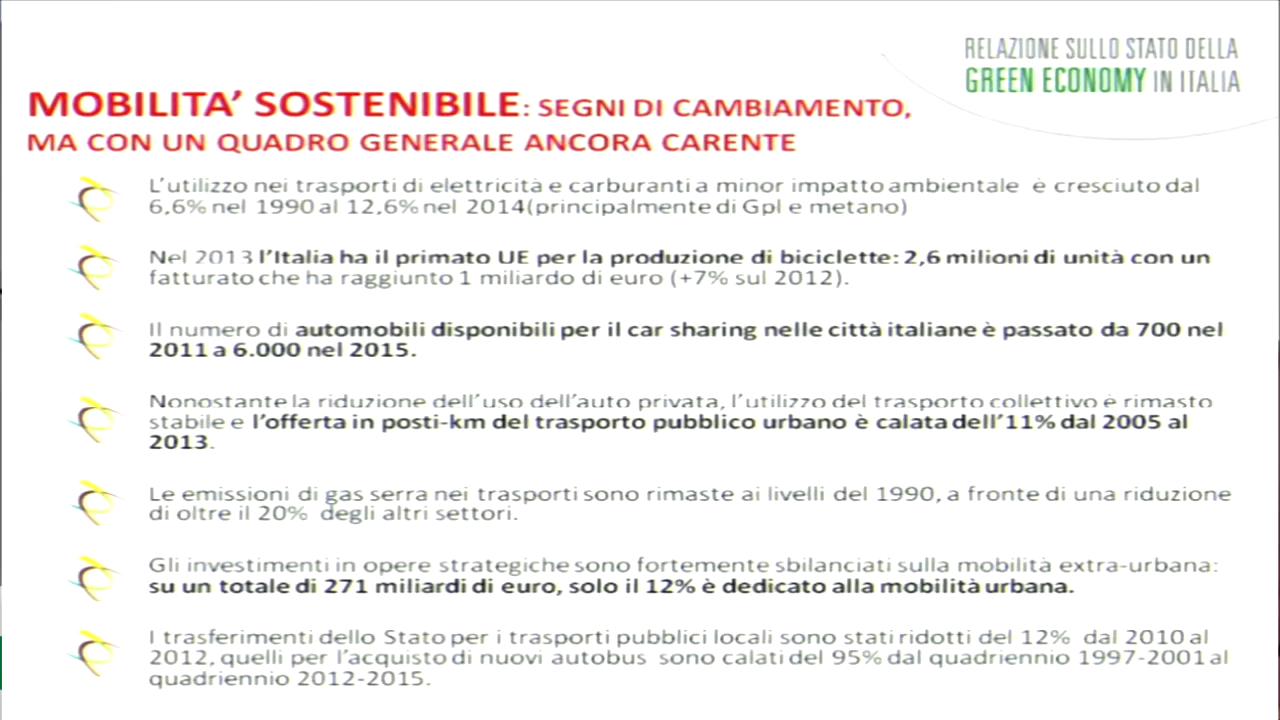 RELAZIONE SULLO STATO DELLA
GREEN ECONOMY IN ITALIA
MOBILITA' SOSTENIBILE: SEGNI DI CAMBIAMENTO,
MA CON UN QUADRO GENERALE ANCORA CARENTE
L'utilizzo nei trasporti di elettricità e carburanti a minor impatto ambientale è cresciuto dal
6,6% nel 1990 al 12,6% nel 2014(principalmente di Gpl e metano)
Nel 2013 l'Italia ha il primato UE per la produzione di biciclette: 2,6 milioni di unità con un
fatturato che ha raggiunto 1 miliardo di euro (+7% sul 2012).
Il numero di automobili disponibili per il car sharing nelle città italiane è passato da 700 nel
2011 a 6.000 nel 2015.
Nonostante la riduzione dell'uso dell'auto privata, l'utilizzo del trasporto collettivo è rimasto
stabile e l'offerta in posti-km del trasporto pubblico urbano è calata dell'11% dal 2005 al
2013.
Le emissioni di gas serra nei trasporti sono rimaste ai livelli del 1990, a fronte di una riduzione
di oltre il 20% degli altri settori.
Gli investimenti in opere strategiche sono fortemente sbilanciati sulla mobilità extra-urbana:
su un totale di 271 miliardi di euro, solo il 12% è dedicato alla mobilità urbana.
I trasferimenti dello Stato per i trasporti pubblici locali sono stati ridotti del 12% dal 2010 al
2012, quelli per l'acquisto di nuovi autobus sono calati del 95% dal quadriennio 1997-2001 al
quadriennio 2012-2015.